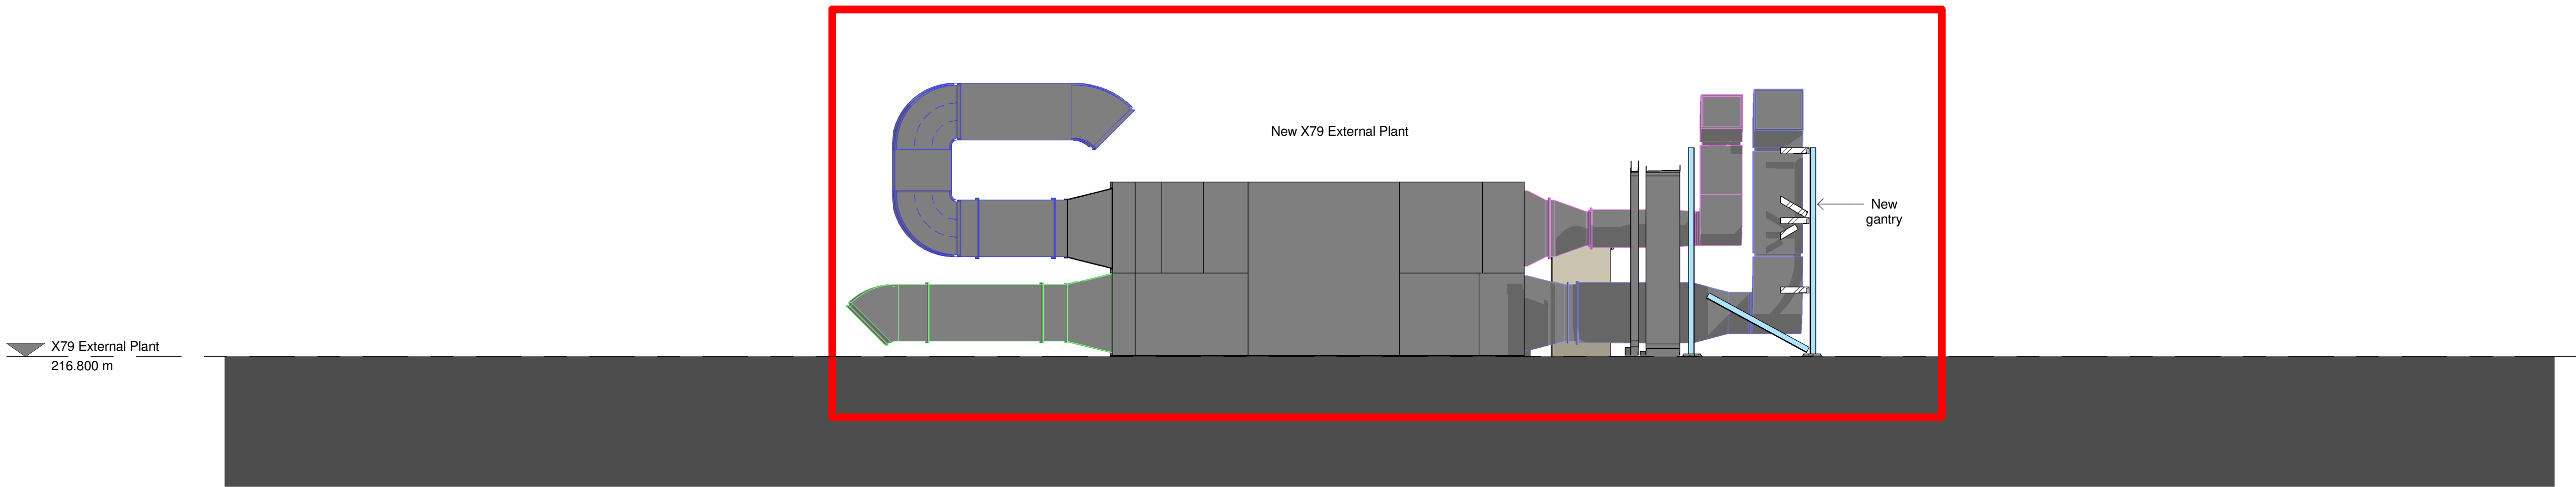 New X79 External Plant
New
gantry
X79 External Plant
216.800 m